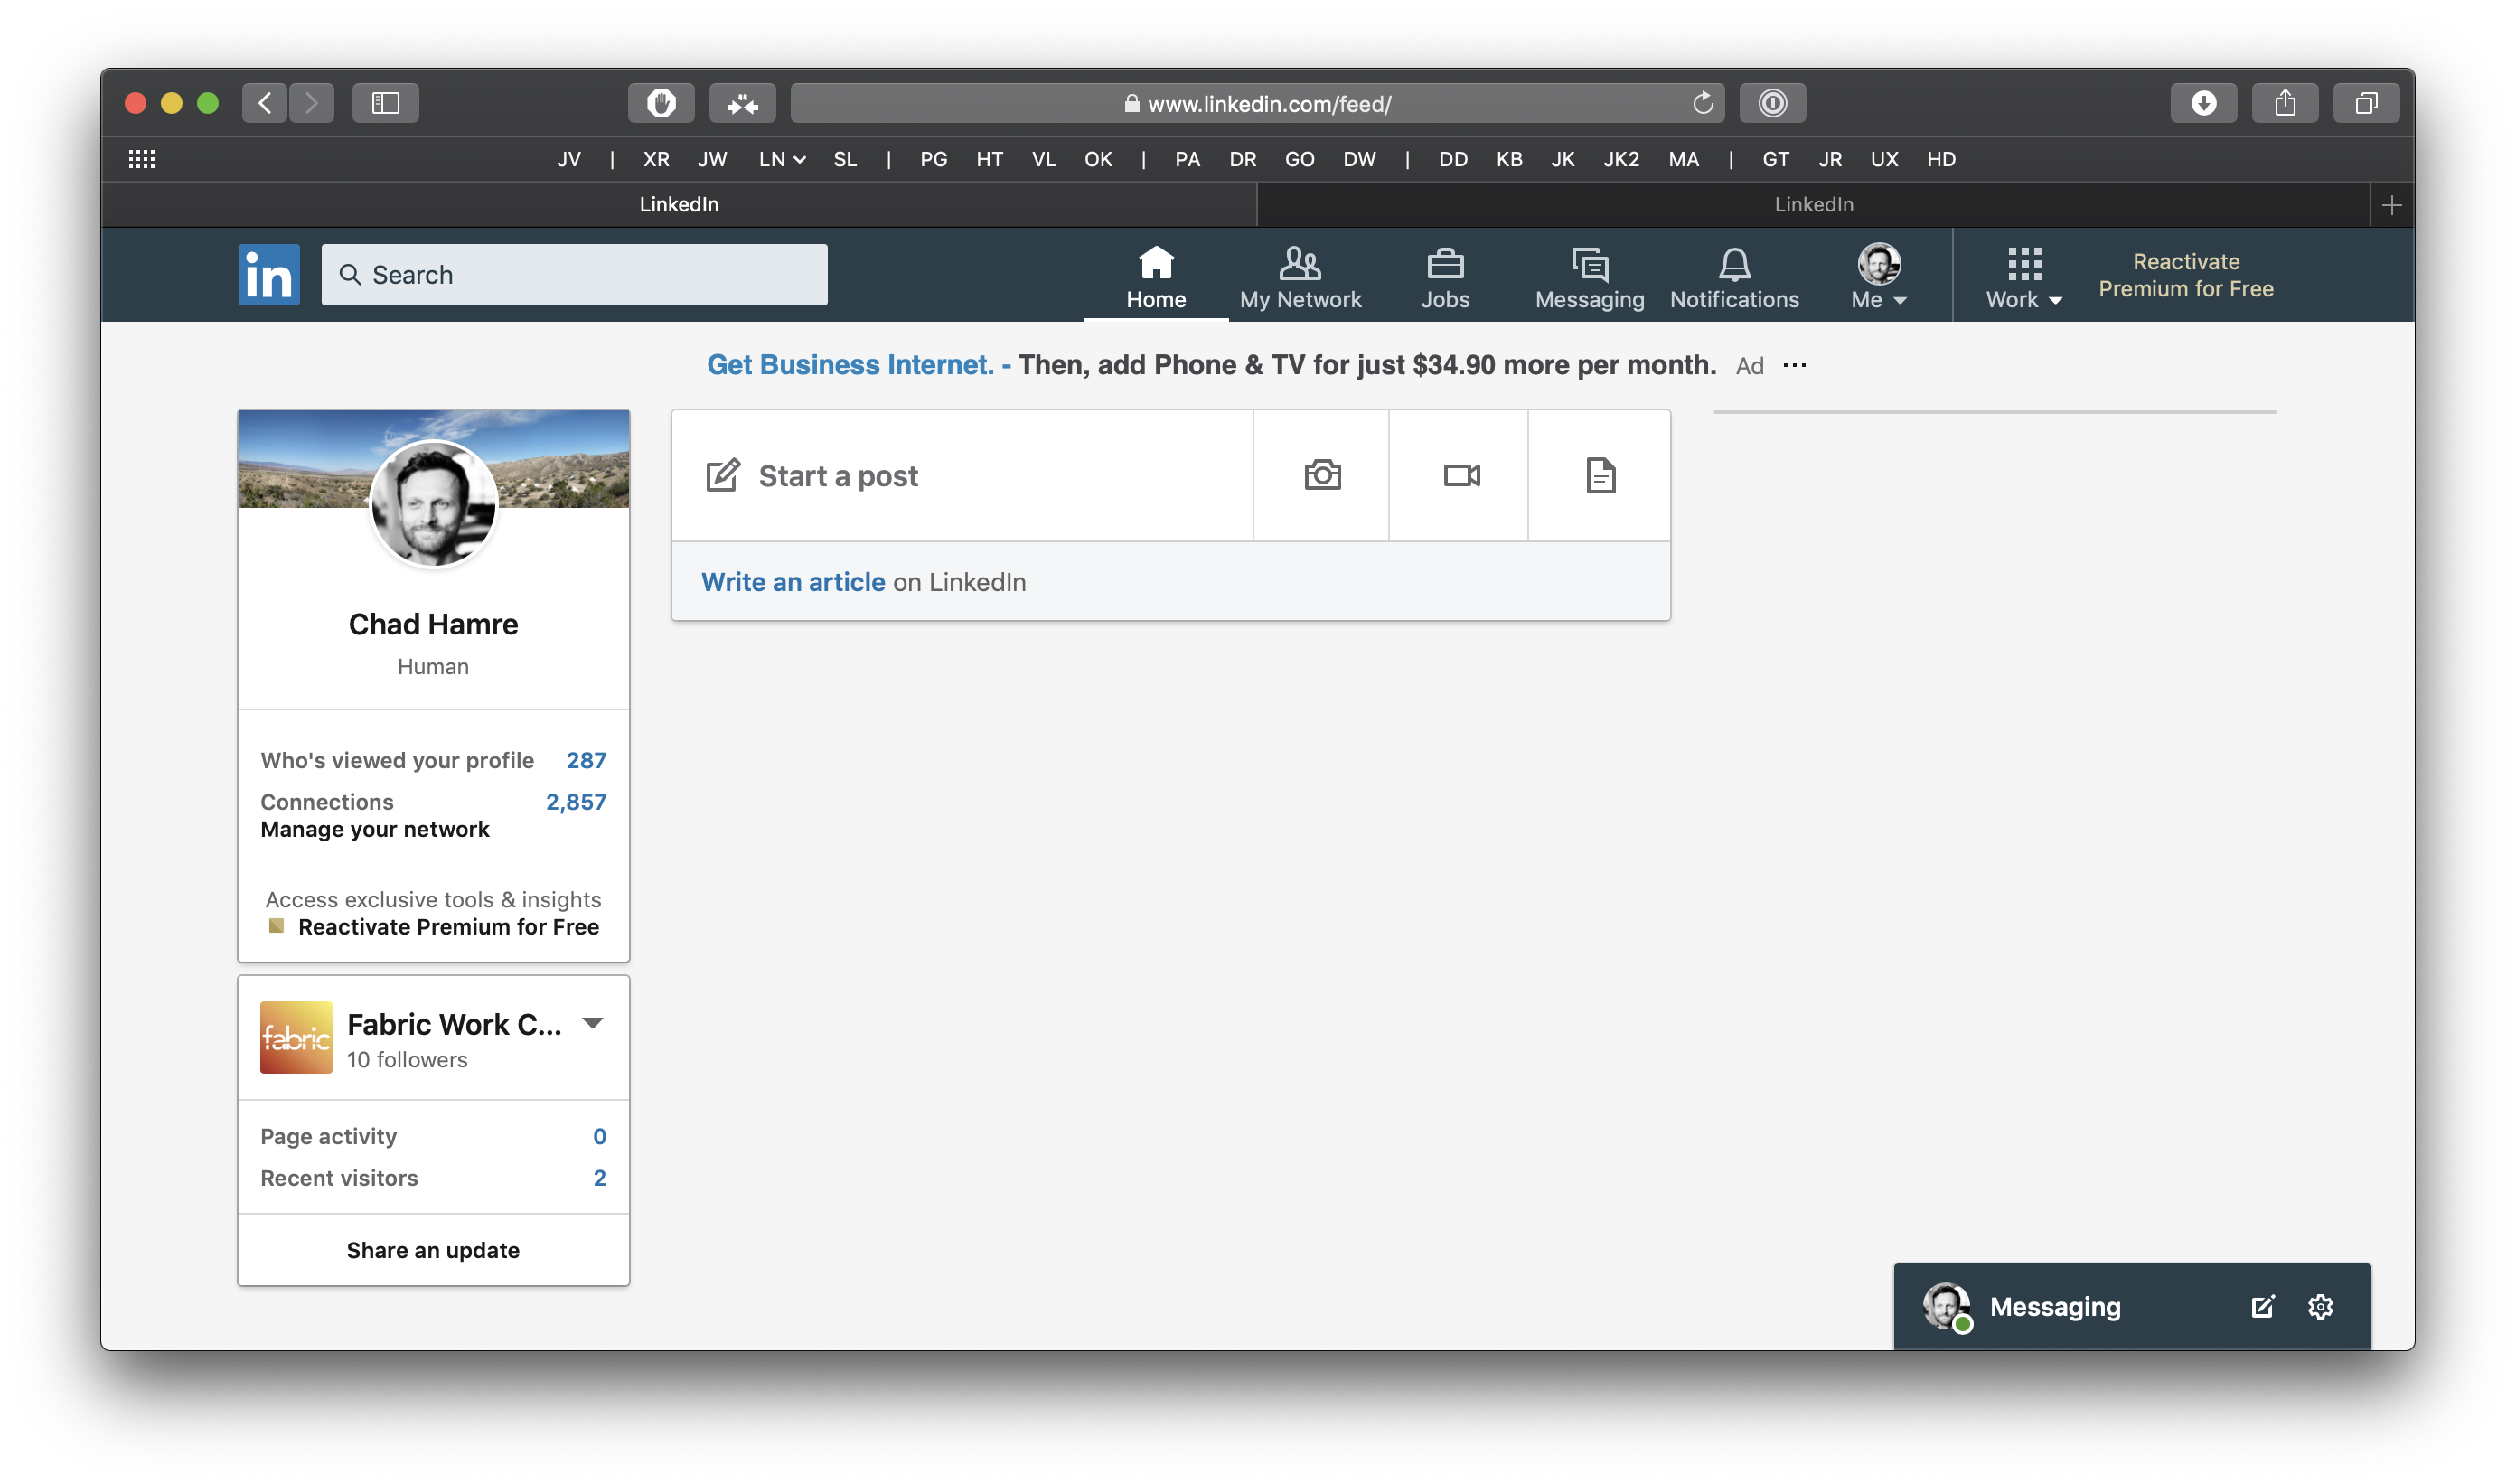 www.linkedin.com/feed/
JV | XR JW LN SL | PG HT VL OK | PA DR GO DW | DD KB JK JK2 MA | GT JR UX HD
LinkedIn
LinkedIn
in
Search
Home
My Network
Jobs
Messaging
Notifications
Me
Work
Reactivate
Premium for Free
Get Business Internet. - Then, add Phone & TV for just $34.90 more per month. Ad
Chad Hamre
Human
Who's viewed your profile 287
Connections 2,857
Manage your network
Access exclusive tools & insights
Reactivate Premium for Free
fabric
Fabric Work C...
10 followers
Page activity 0
Recent visitors 2
Share an update
Start a post
Write an article on LinkedIn
Messaging